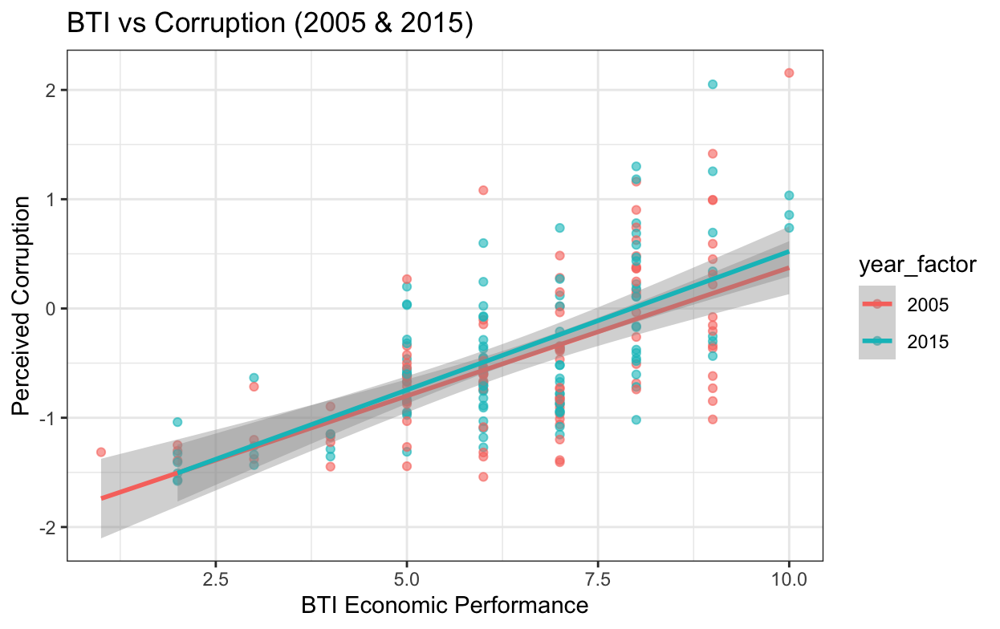 BTI vs Corruption (2005 & 2015)
2
1
0
-1
-2
Perceived Corruption
2.5 5.0 7.5 10.0
BTI Economic Performance
year_factor
2005
2015